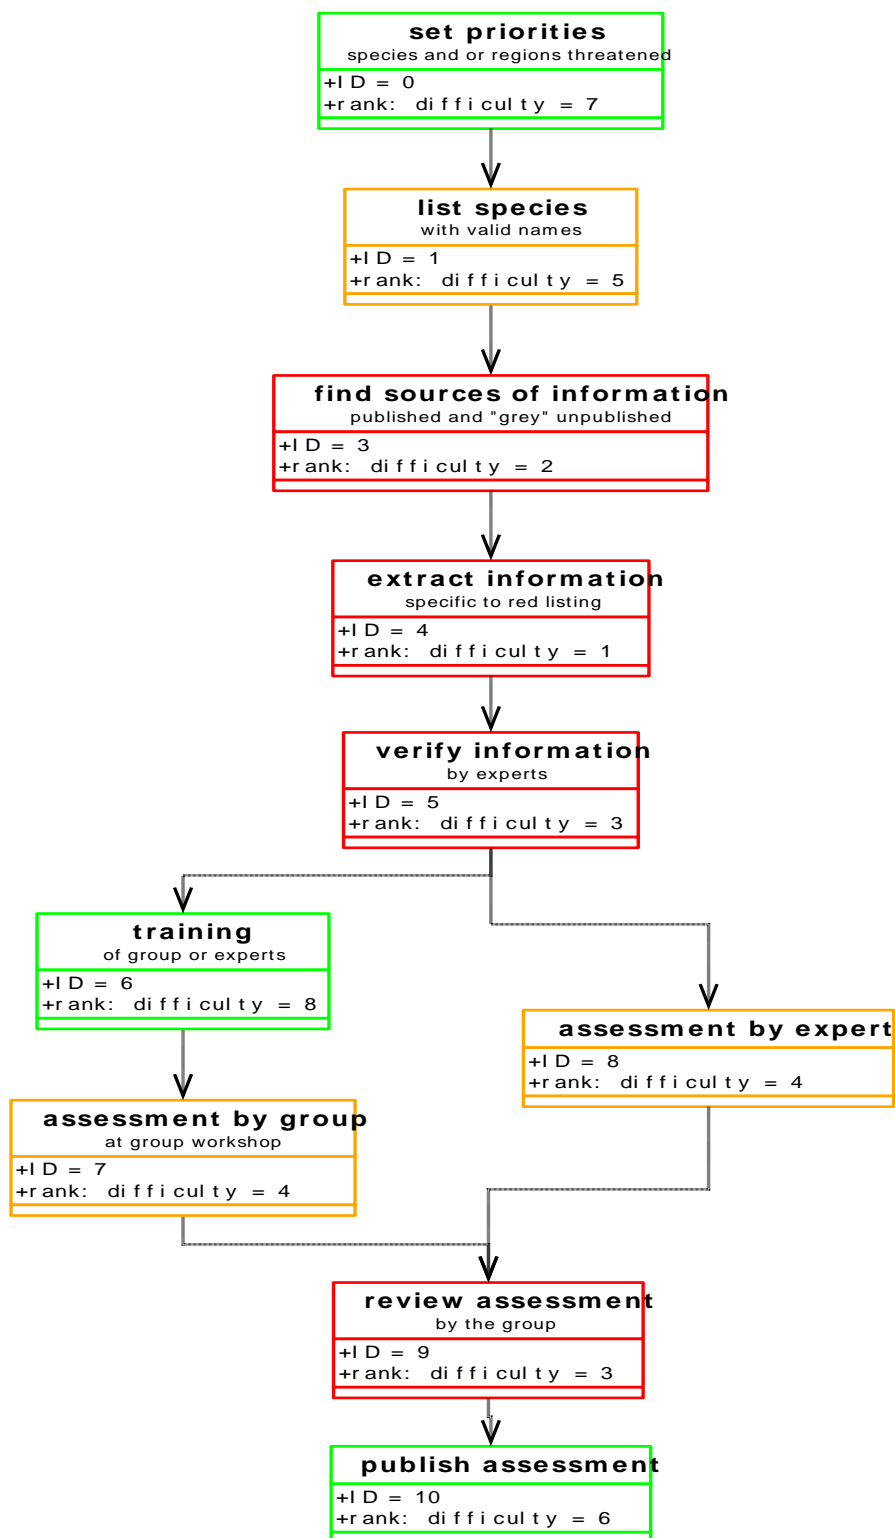 set priorities
species and or regions threatened
+ID = 0
+rank: difficulty = 7
list species
with valid names
+ID = 1
+rank: difficulty = 5
find sources of information
published and "grey" unpublished
+ID = 3
+rank: difficulty = 2
extract information
specific to red listing
+ID = 4
+rank: difficulty = 1
verify information
by experts
+ID = 5
+rank: difficulty = 3
training
of group or experts
+ID = 6
+rank: difficulty = 8
assessment by expert
+ID = 8
+rank: difficulty = 4
assessment by group
at group workshop
+ID = 7
+rank: difficulty = 4
review assessment
by the group
+ID = 9
+rank: difficulty = 3
publish assessment
+ID = 10
+rank: difficulty = 6